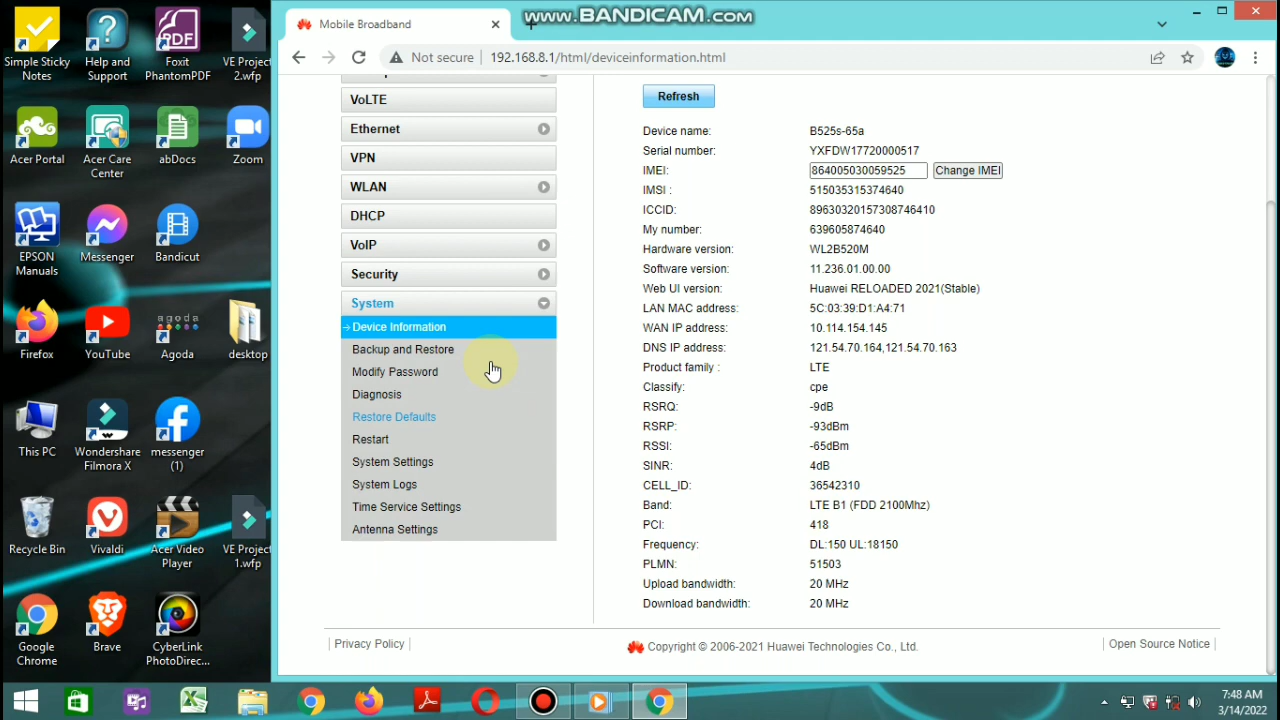 Simple Sticky
Notes
Help and
Support
PDF
Foxit
PhantomPDF
VE Project
2.wfp
Acer Portal
Acer Care
Center
abDocs
Zoom
EPSON
Manuals
Messenger
Bandicut
Firefox
YouTube
agoda
Agoda
desktop
This PC
Wondershare
Filmora X
messenger
(1)
Recycle Bin
Vivaldi
Acer Video
Player
VE Project
1.wfp
Google
Chrome
Brave
CyberLink
PhotoDirec...
Mobile Broadband
www.BANDICAM.com
Not secure
192.168.8.1/html/deviceinformation.html
VoLTE
Ethernet
VPN
WLAN
DHCP
VoIP
Security
System
Device Information
Backup and Restore
Modify Password
Diagnosis
Restore Defaults
Restart
System Settings
System Logs
Time Service Settings
Antenna Settings
Refresh
Device name: B525s-65a
Serial number: YXFDW17720000517
IMEI: 864005030059525 Change IMEI
IMSI : 515035315374640
ICCID: 89630320157308746410
My number: 639605874640
Hardware version: WL2B520M
Software version: 11.236.01.00.00
Web UI version: Huawei RELOADED 2021(Stable)
LAN MAC address: 5C:03:39:D1:A4:71
WAN IP address: 10.114.154.145
DNS IP address: 121.54.70.164,121.54.70.163
Product family : LTE
Classify: cpe
RSRQ: -9dB
RSRP: -93dBm
RSSI: -65dBm
SINR: 4dB
CELL_ID: 36542310
Band: LTE B1 (FDD 2100Mhz)
PCI: 418
Frequency: DL:150 UL:18150
PLMN: 51503
Upload bandwidth: 20 MHz
Download bandwidth: 20 MHz
Privacy Policy
Copyright © 2006-2021 Huawei Technologies Co., Ltd.
Open Source Notice
7:48 AM
3/14/2022